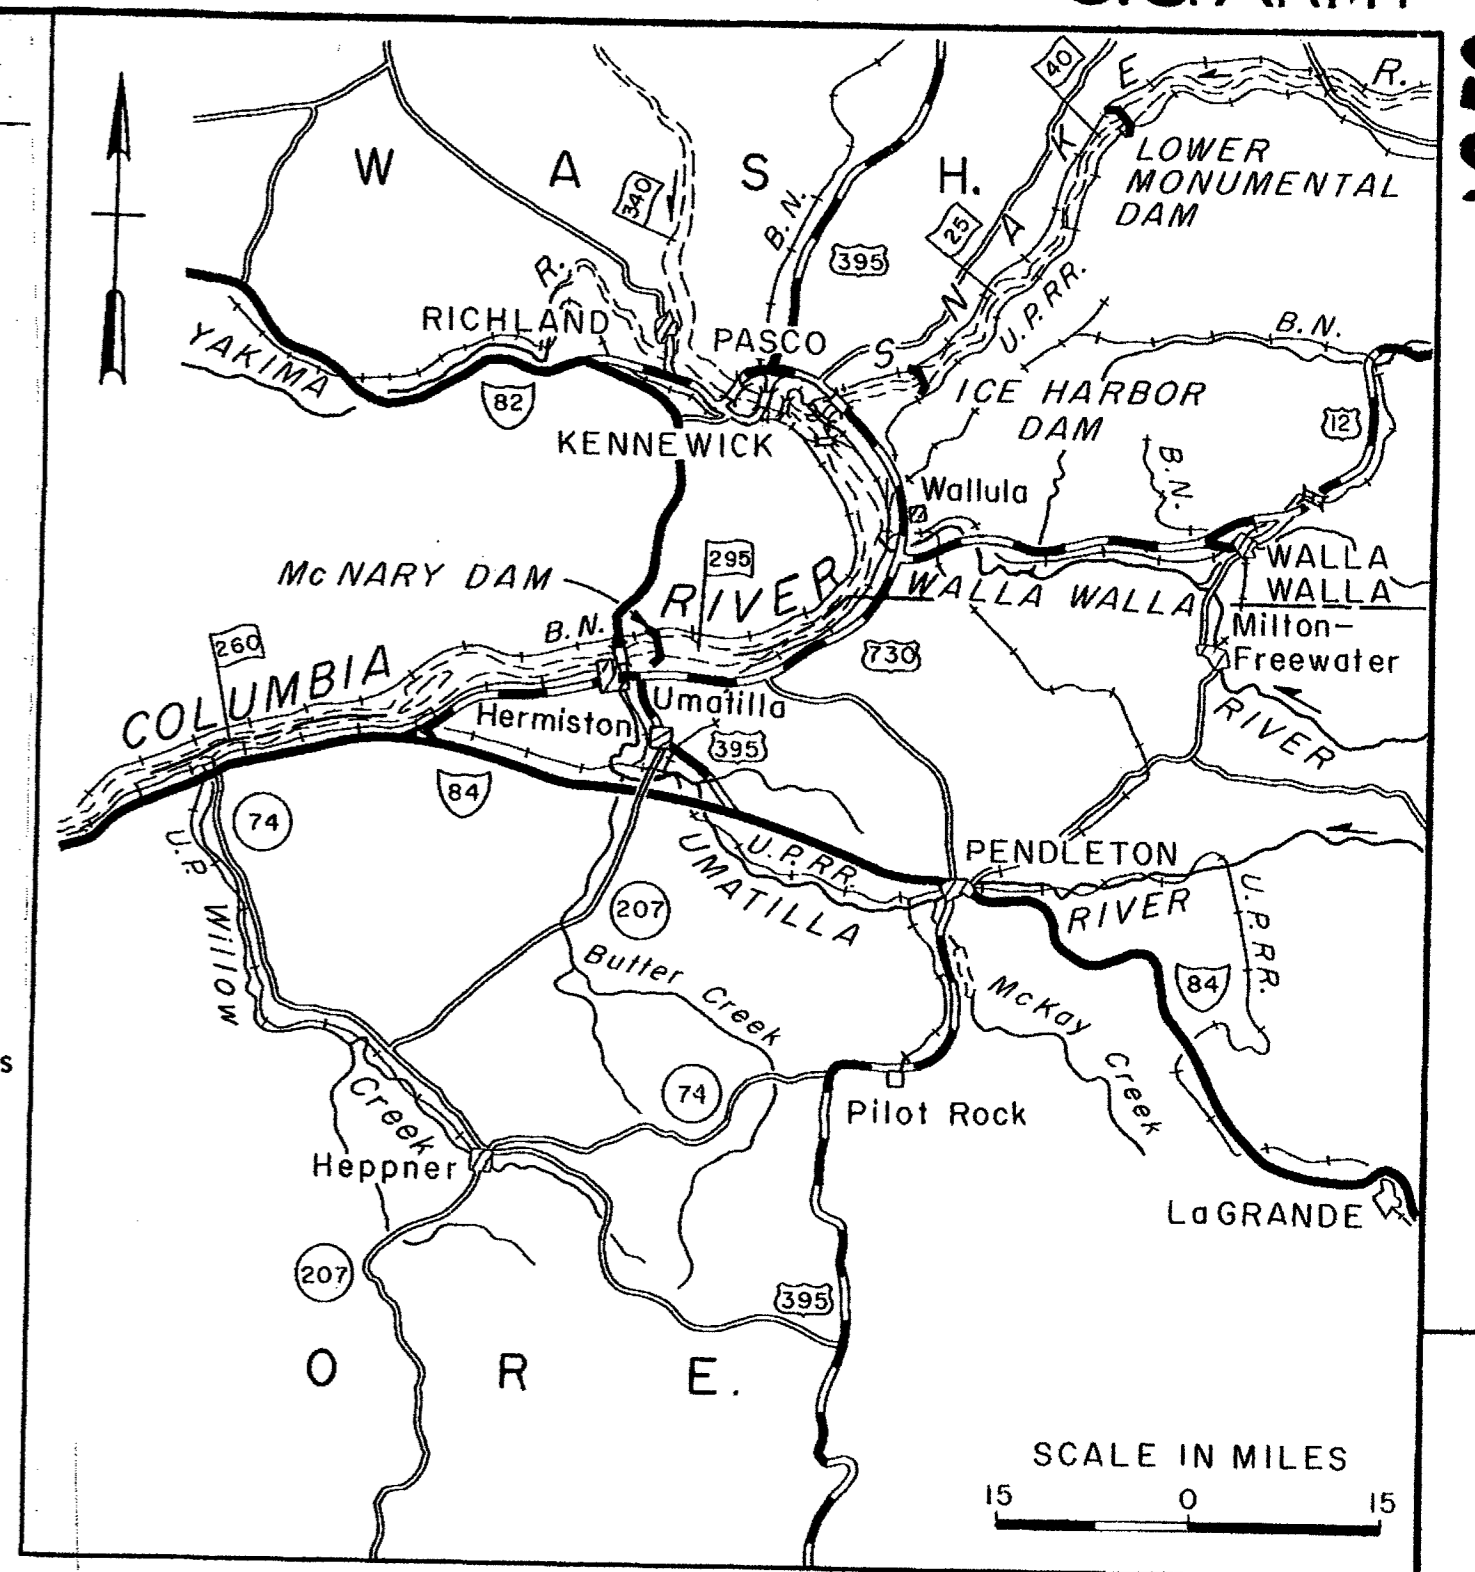 U.S. ARMY
40
E
R.
W A S H.
K
LOWER
MONUMENTAL
DAM
340
B.N.
25
A
395
R.
N
U.P.RR.
RICHLAND
PASCO
B.N.
YAKIMA
S
82
ICE HARBOR
DAM
12
KENNEWICK
B.N.
Wallula
295
McNARY DAM
RIVER
WALLA
WALLA
WALLA WALLA
B.N.
260
Milton-
Freewater
730
COLUMBIA
Umatilla
Hermiston
395
RIVER
84
74
U.P.
U.P.RR.
PENDLETON
UMATILLA
RIVER
U.P.RR.
207
Willow
Butter Creek
McKay
84
s
Creek
74
Creek
Pilot Rock
Heppner
LaGRANDE
207
395
O R E.
SCALE IN MILES
15 0 15